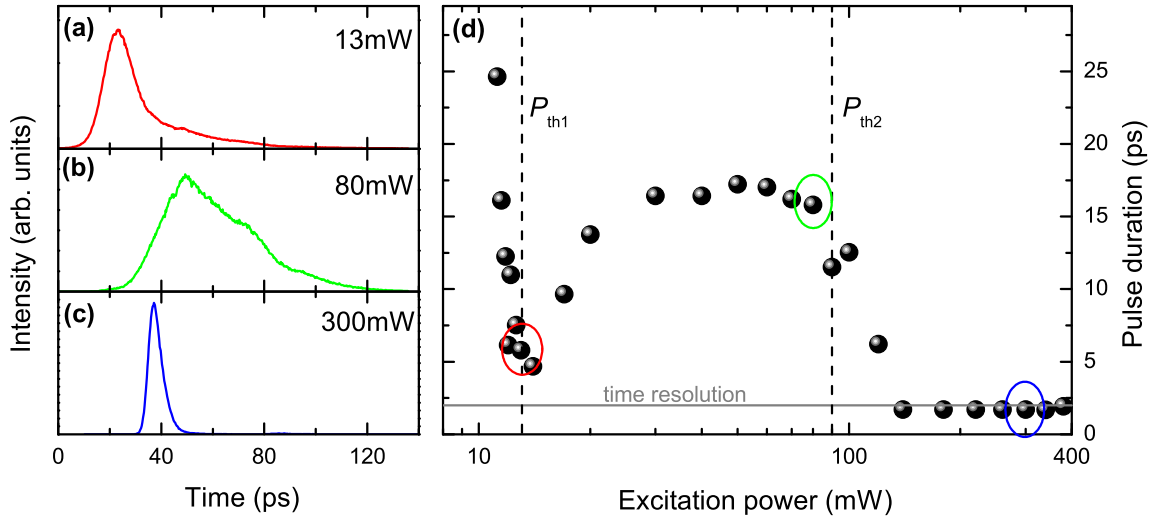 (a)
13mW
(b)
80mW
(c)
300mW
Intensity (arb. units)
0
40
80
120
Time (ps)
(d)
P th1
P th2
time resolution
25
20
15
10
5
0
Pulse duration (ps)
10
100
400
Excitation power (mW)